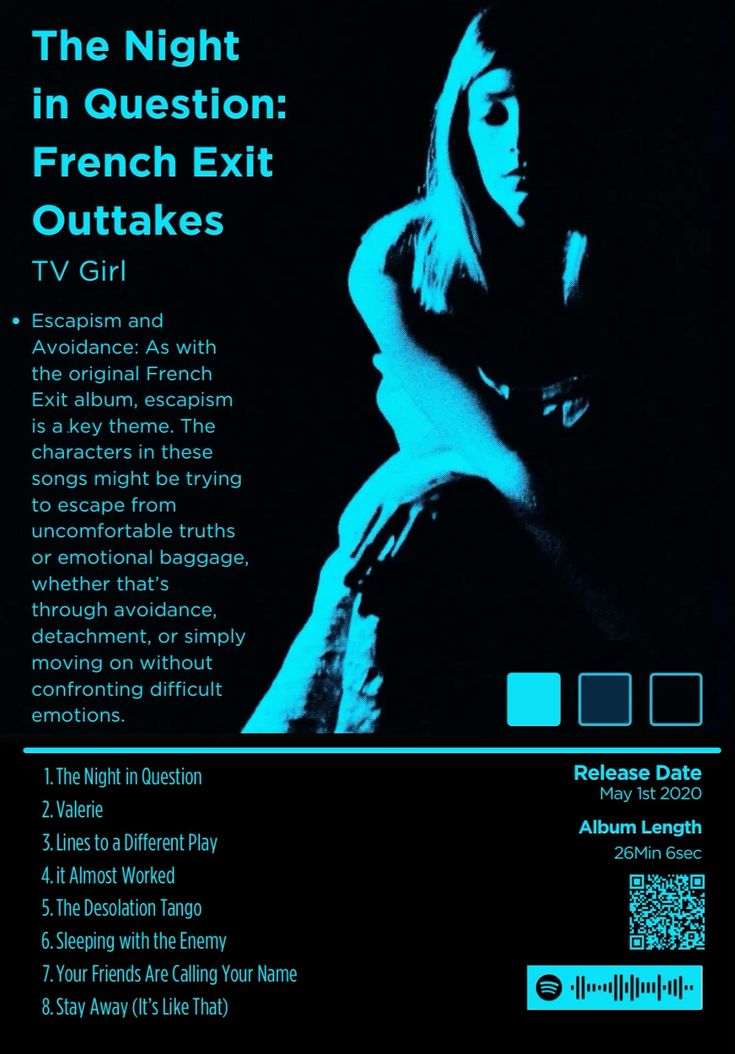 The Night
in Question:
French Exit
Outtakes
TV Girl
• Escapism and
Avoidance: As with
the original French
Exit album, escapism
is a.key theme. The
characters in these
songs might be trying
to escape from
uncomfortable truths
or emotional baggage,
whether that's
through avoidance,
detachment, or simply
moving on without
confronting difficult
emotions.
1. The Night in Question
2. Valerie
3. Lines to a Different Play
4. it Almost Worked
5. The Desolation Tango
6. Sleeping with the Enemy
7. Your Friends Are Calling Your Name
8. Stay Away (It's Like That)
Release Date
May 1st 2020
Album Length
26Min 6sec